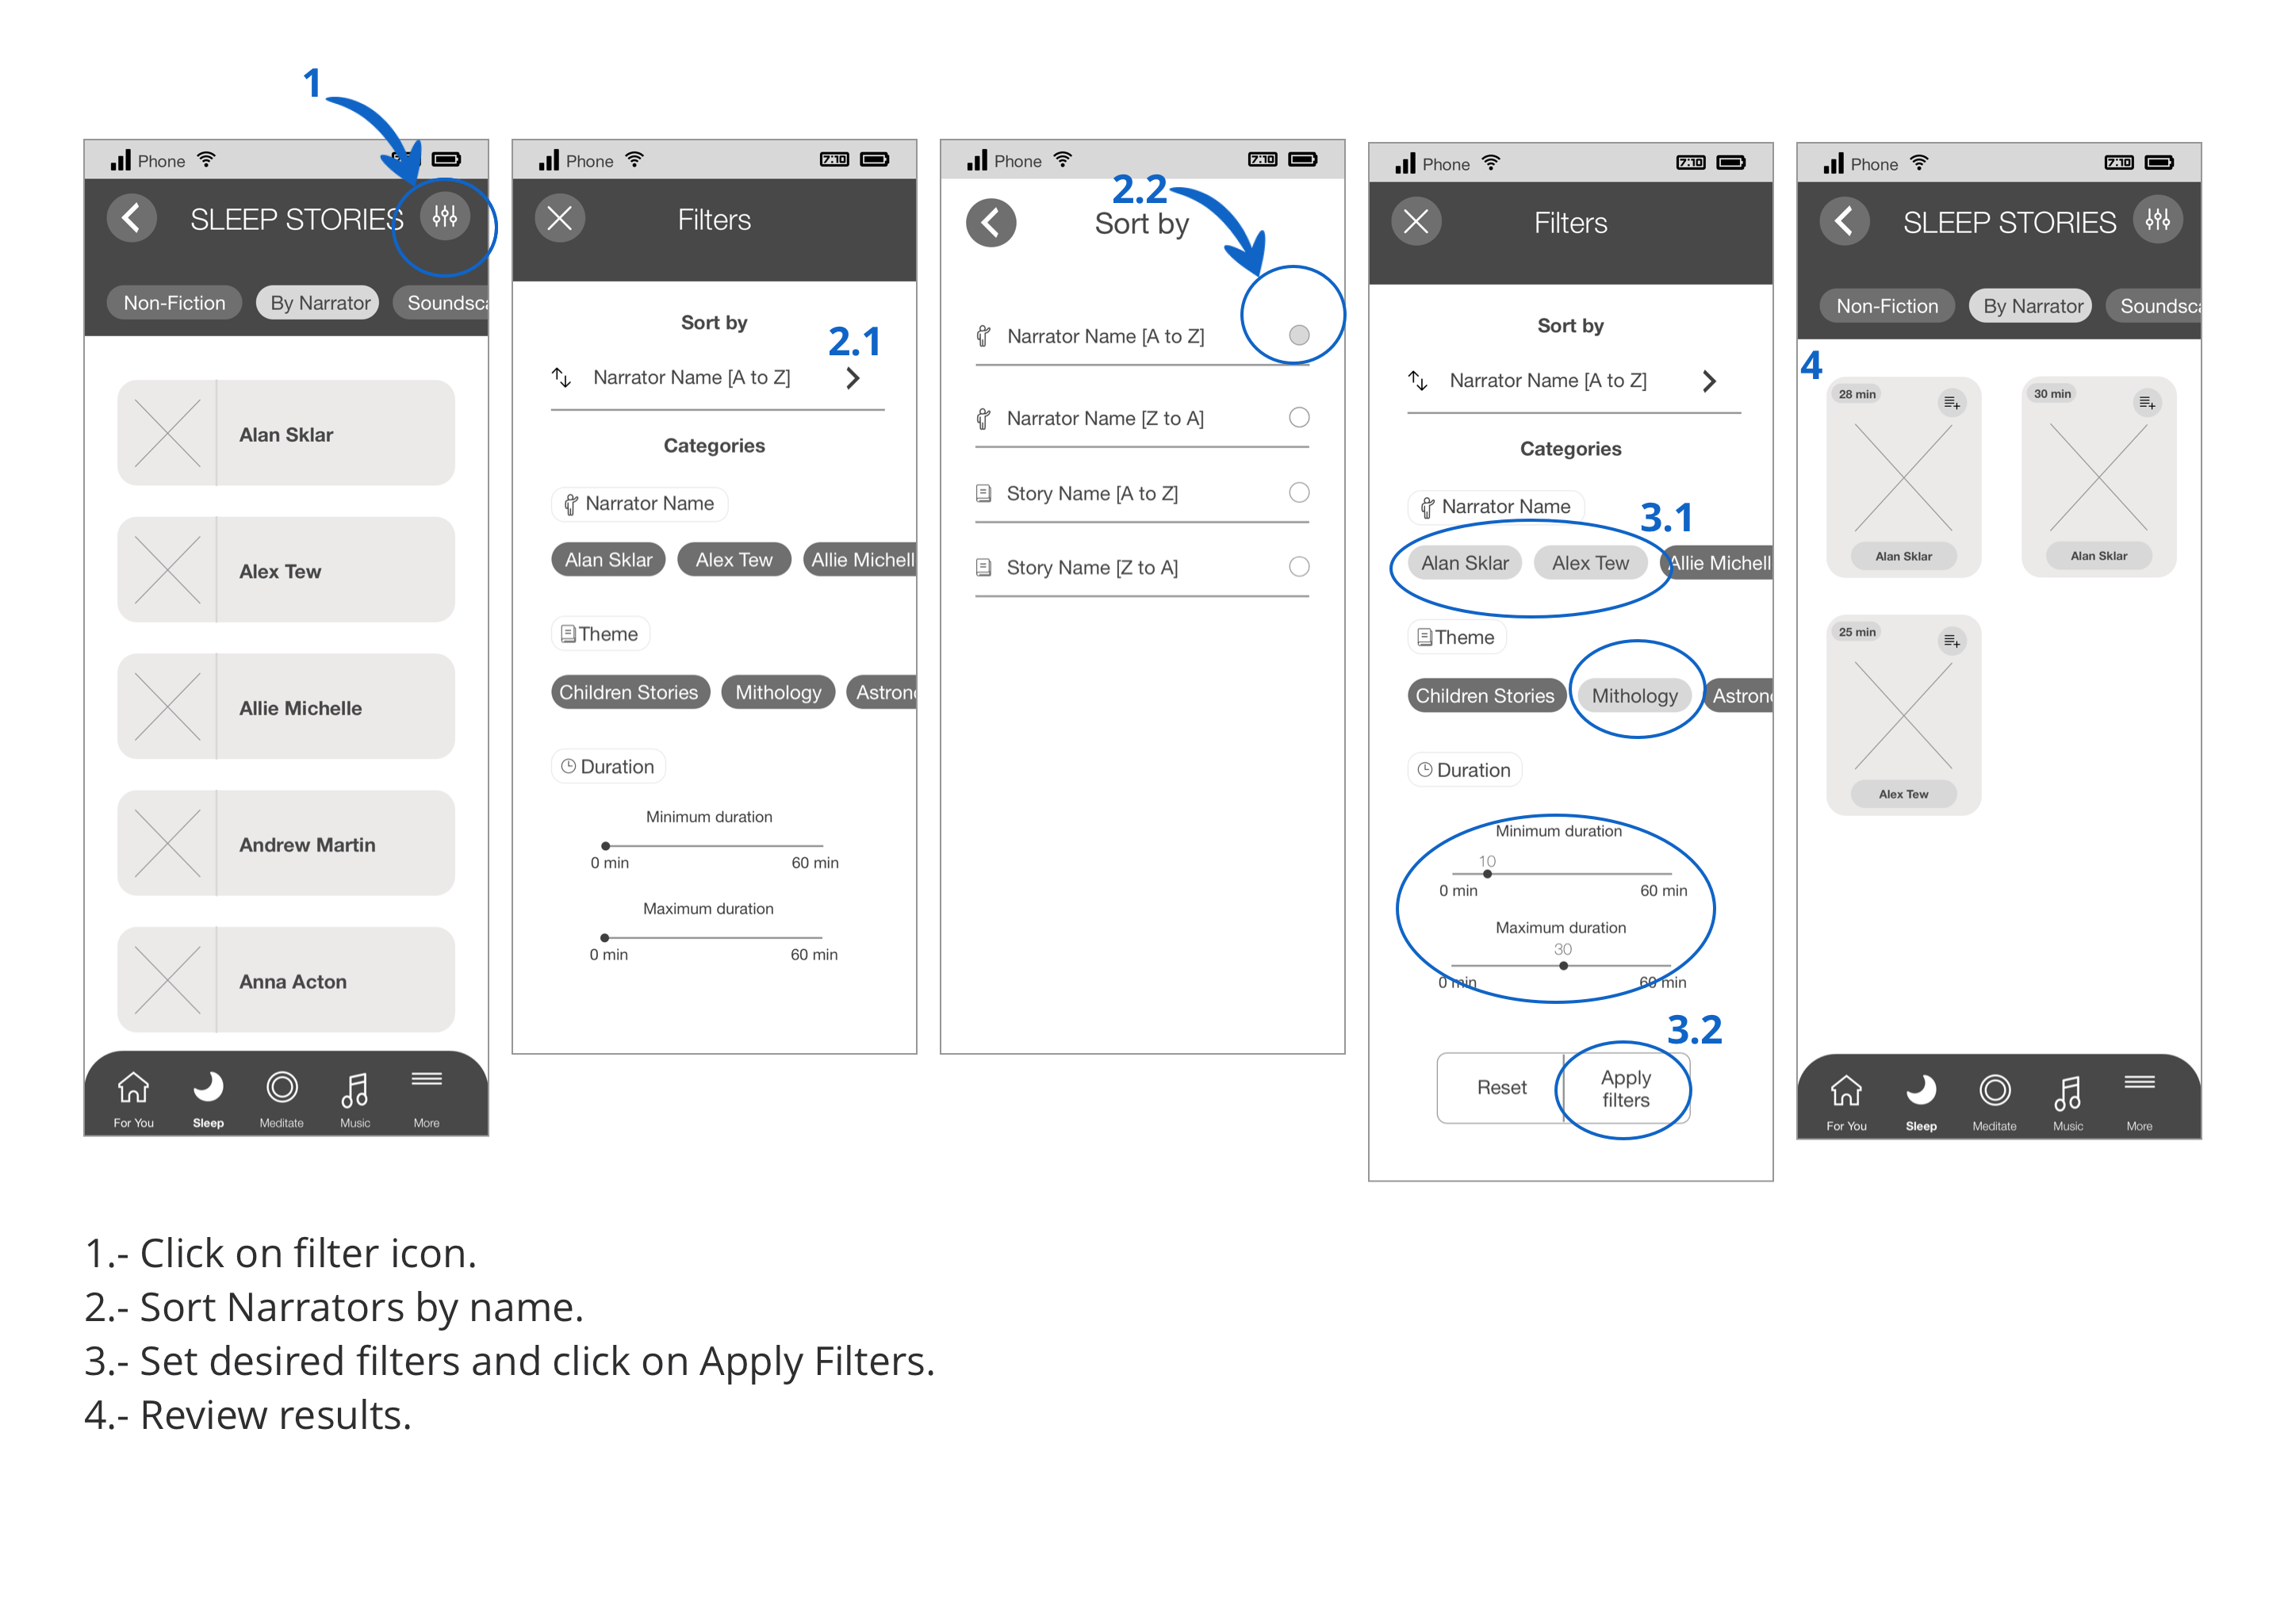 1
Phone
SLEEP STORIES
Non-Fiction
By Narrator
Alan Sklar
Alex Tew
Allie Michelle
Andrew Martin
Anna Acton
For You
Sleep
Meditate
Music
More
Phone
7:10
Filters
Sort by
2.1
Narrator Name [A to Z]
Categories
Narrator Name
Alan Sklar
Alex Tew
Allie Michell
Theme
Children Stories
Mithology
Duration
Minimum duration
0 min
60 min
Maximum duration
0 min
60 min
Phone
7:10
2.2
Sort by
Narrator Name [A to Z]
Narrator Name [Z to A]
Story Name [A to Z]
Story Name [Z to A]
Phone
7:10
Filters
Sort by
Narrator Name [A to Z]
Categories
Narrator Name
3.1
Alan Sklar
Alex Tew
Allie Michell
Theme
Children Stories
Mithology
Duration
Minimum duration
10
0 min
60 min
Maximum duration
30
0 min
60 min
3.2
Reset
Apply
filters
Phone
7:10
SLEEP STORIES
Non-Fiction
By Narrator
4
28 min
Alan Sklar
30 min
Alan Sklar
25 min
Alex Tew
For You
Sleep
Meditate
Music
More
1.- Click on filter icon.
2.- Sort Narrators by name.
3.- Set desired filters and click on Apply Filters.
4.- Review results.